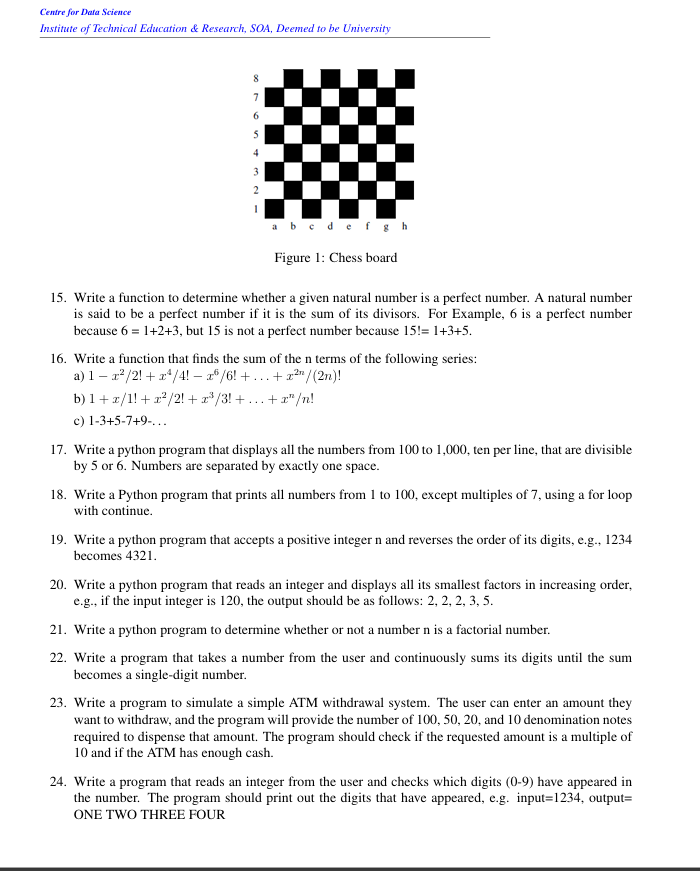 Centre for Data Science
Institute of Technical Education & Research, SOA, Deemed to be University
8
7
6
5
4
3
2
1
a b c d e f g h
Figure 1: Chess board
15. Write a function to determine whether a given natural number is a perfect number. A natural number
is said to be a perfect number if it is the sum of its divisors. For Example, 6 is a perfect number
because 6 = 1+2+3, but 15 is not a perfect number because 15!= 1+3+5.
16. Write a function that finds the sum of the n terms of the following series:
a) 1 − x²/2! + x⁴/4! − x⁶/6! + . . . + x²ⁿ/(2n)!
b) 1 + x/1! + x²/2! + x³/3! + . . . + xⁿ/n!
c) 1-3+5-7+9-. . .
17. Write a python program that displays all the numbers from 100 to 1,000, ten per line, that are divisible
by 5 or 6. Numbers are separated by exactly one space.
18. Write a Python program that prints all numbers from 1 to 100, except multiples of 7, using a for loop
with continue.
19. Write a python program that accepts a positive integer n and reverses the order of its digits, e.g., 1234
becomes 4321.
20. Write a python program that reads an integer and displays all its smallest factors in increasing order,
e.g., if the input integer is 120, the output should be as follows: 2, 2, 2, 3, 5.
21. Write a python program to determine whether or not a number n is a factorial number.
22. Write a program that takes a number from the user and continuously sums its digits until the sum
becomes a single-digit number.
23. Write a program to simulate a simple ATM withdrawal system. The user can enter an amount they
want to withdraw, and the program will provide the number of 100, 50, 20, and 10 denomination notes
required to dispense that amount. The program should check if the requested amount is a multiple of
10 and if the ATM has enough cash.
24. Write a program that reads an integer from the user and checks which digits (0-9) have appeared in
the number. The program should print out the digits that have appeared, e.g. input=1234, output=
ONE TWO THREE FOUR